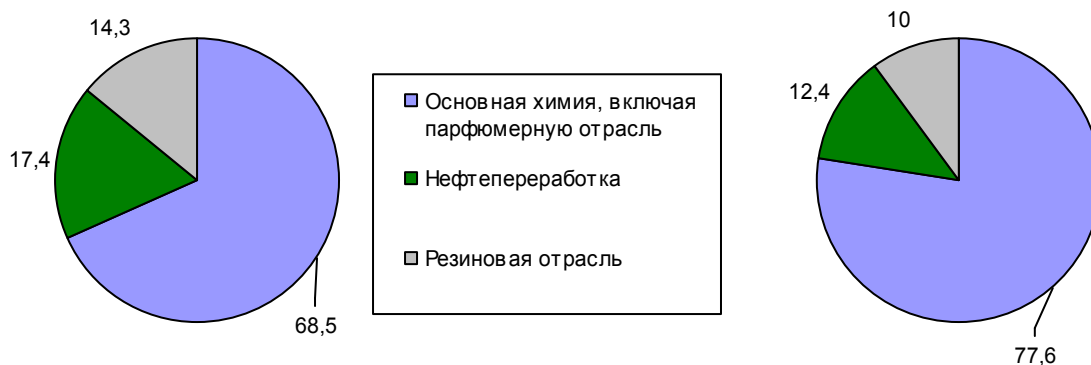 14,3
17,4
68,5
Основная химия, включая
парфюмерную отрасль
Нефтепереработка
Резиновая отрасль
10
12,4
77,6